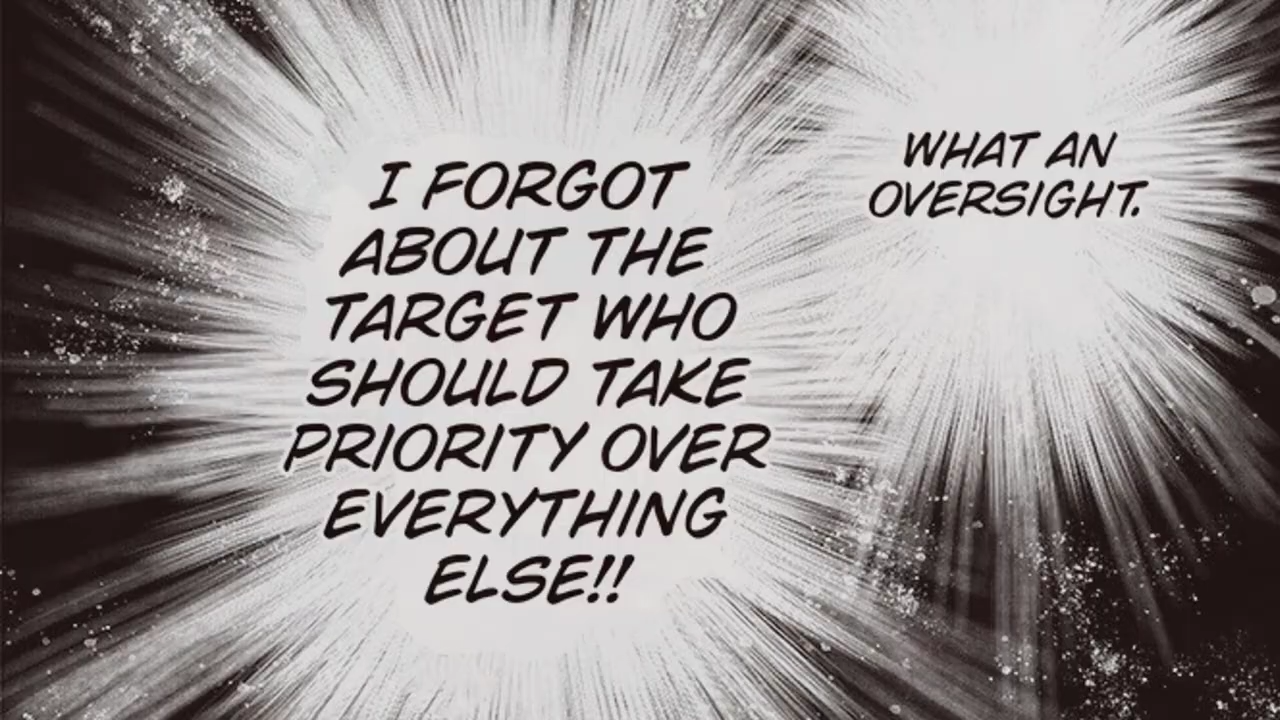 WHAT AN
OVERSIGHT.
I FORGOT
ABOUT THE
TARGET WHO
SHOULD TAKE
PRIORITY OVER
EVERYTHING
ELSE!!